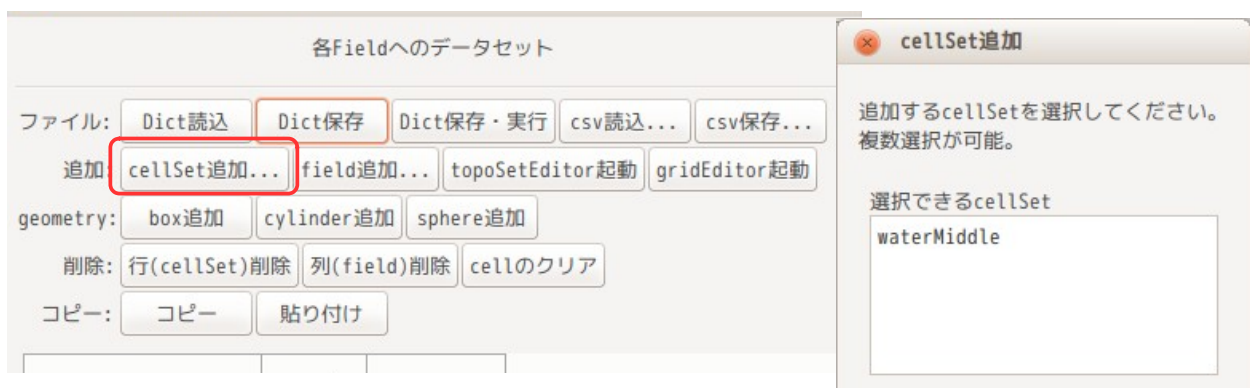 各Fieldへのデータセット
ファイル: Dict読込 Dict保存 Dict保存・実行 csv読込... csv保存...
追加: cellSet追加... field追加... topoSetEditor起動 gridEditor起動
geometry: box追加 cylinder追加 sphere追加
削除: 行(cellSet)削除 列(field)削除 cellのクリア
コピー: コピー 貼り付け
cellSet追加
追加するcellSetを選択してください。
複数選択が可能。
選択できるcellSet
waterMiddle